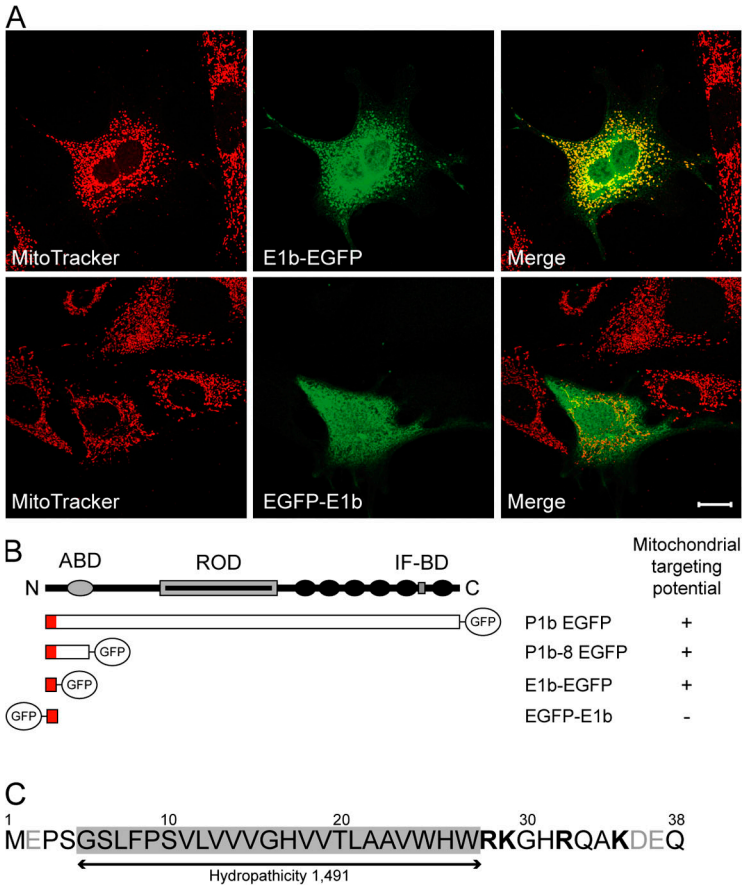 A
MitoTracker E1b-EGFP Merge
MitoTracker EGFP-E1b Merge
B
Mitochondrial
targeting
potential
ABD ROD IF-BD
N C
GFP P1b EGFP +
GFP P1b-8 EGFP +
GFP E1b-EGFP +
GFP EGFP-E1b -
C
1 10 20 30 38
MEPSGSLFPSVLVVVGHVVTLAAVWHWRKGHRQAKDEQ
Hydropathicity 1,491